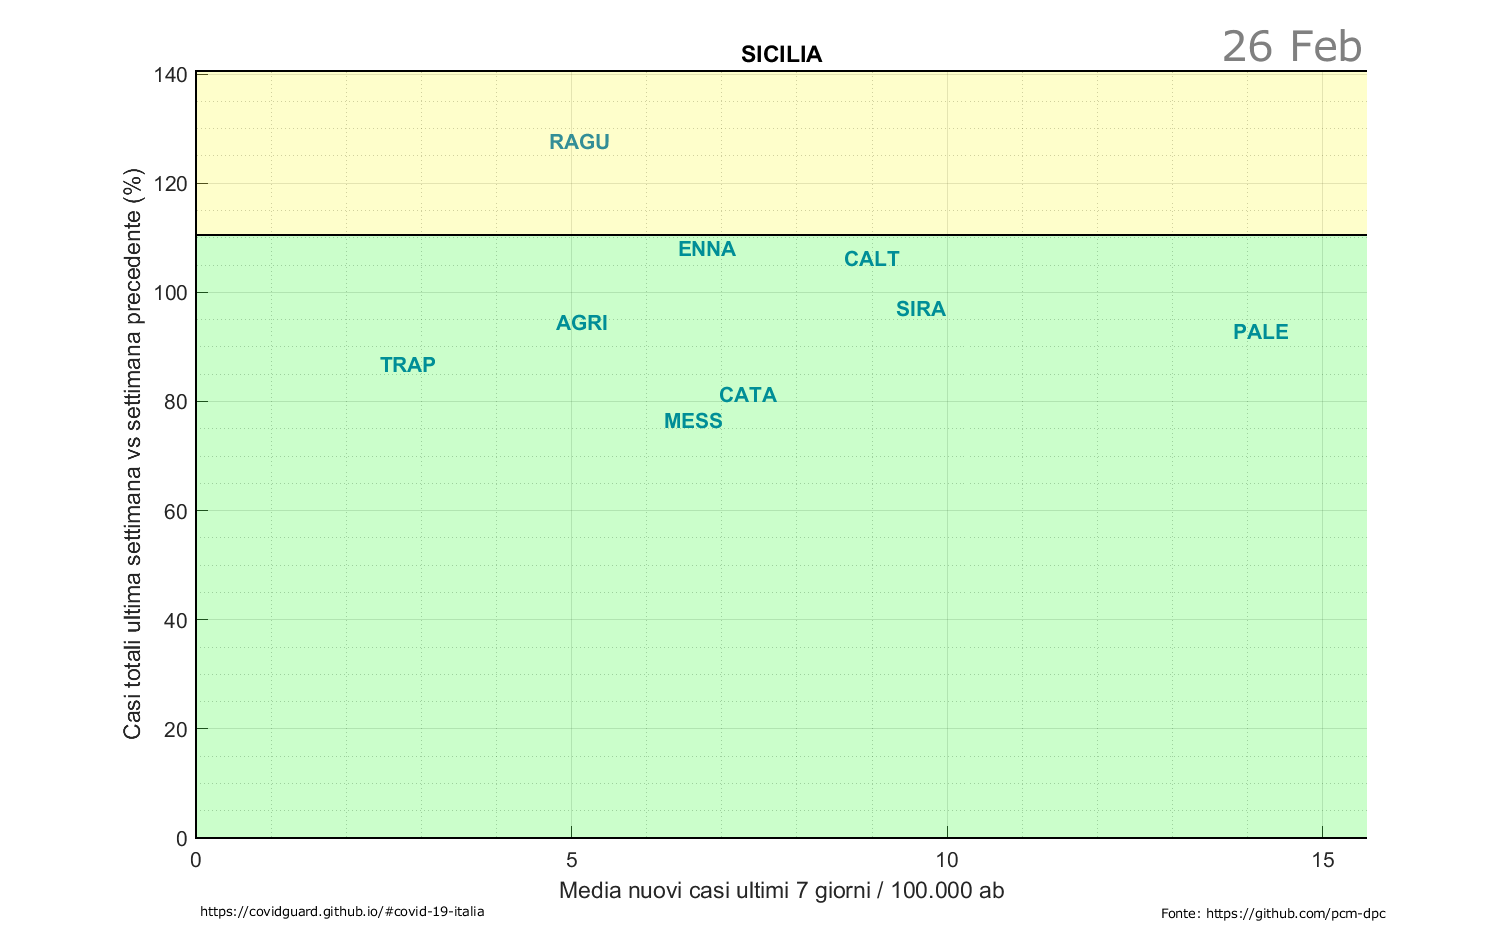 26 Feb
SICILIA
140
RAGU
120
ENNA
CALT
100
SIRA
AGRI
PALE
TRAP
80
CATA
MESS
60
40
20
0
0 5 10 15
Casi totali ultima settimana vs settimana precedente (%)
Media nuovi casi ultimi 7 giorni / 100.000 ab
https://covidguard.github.io/#covid-19-italia
Fonte: https://github.com/pcm-dpc